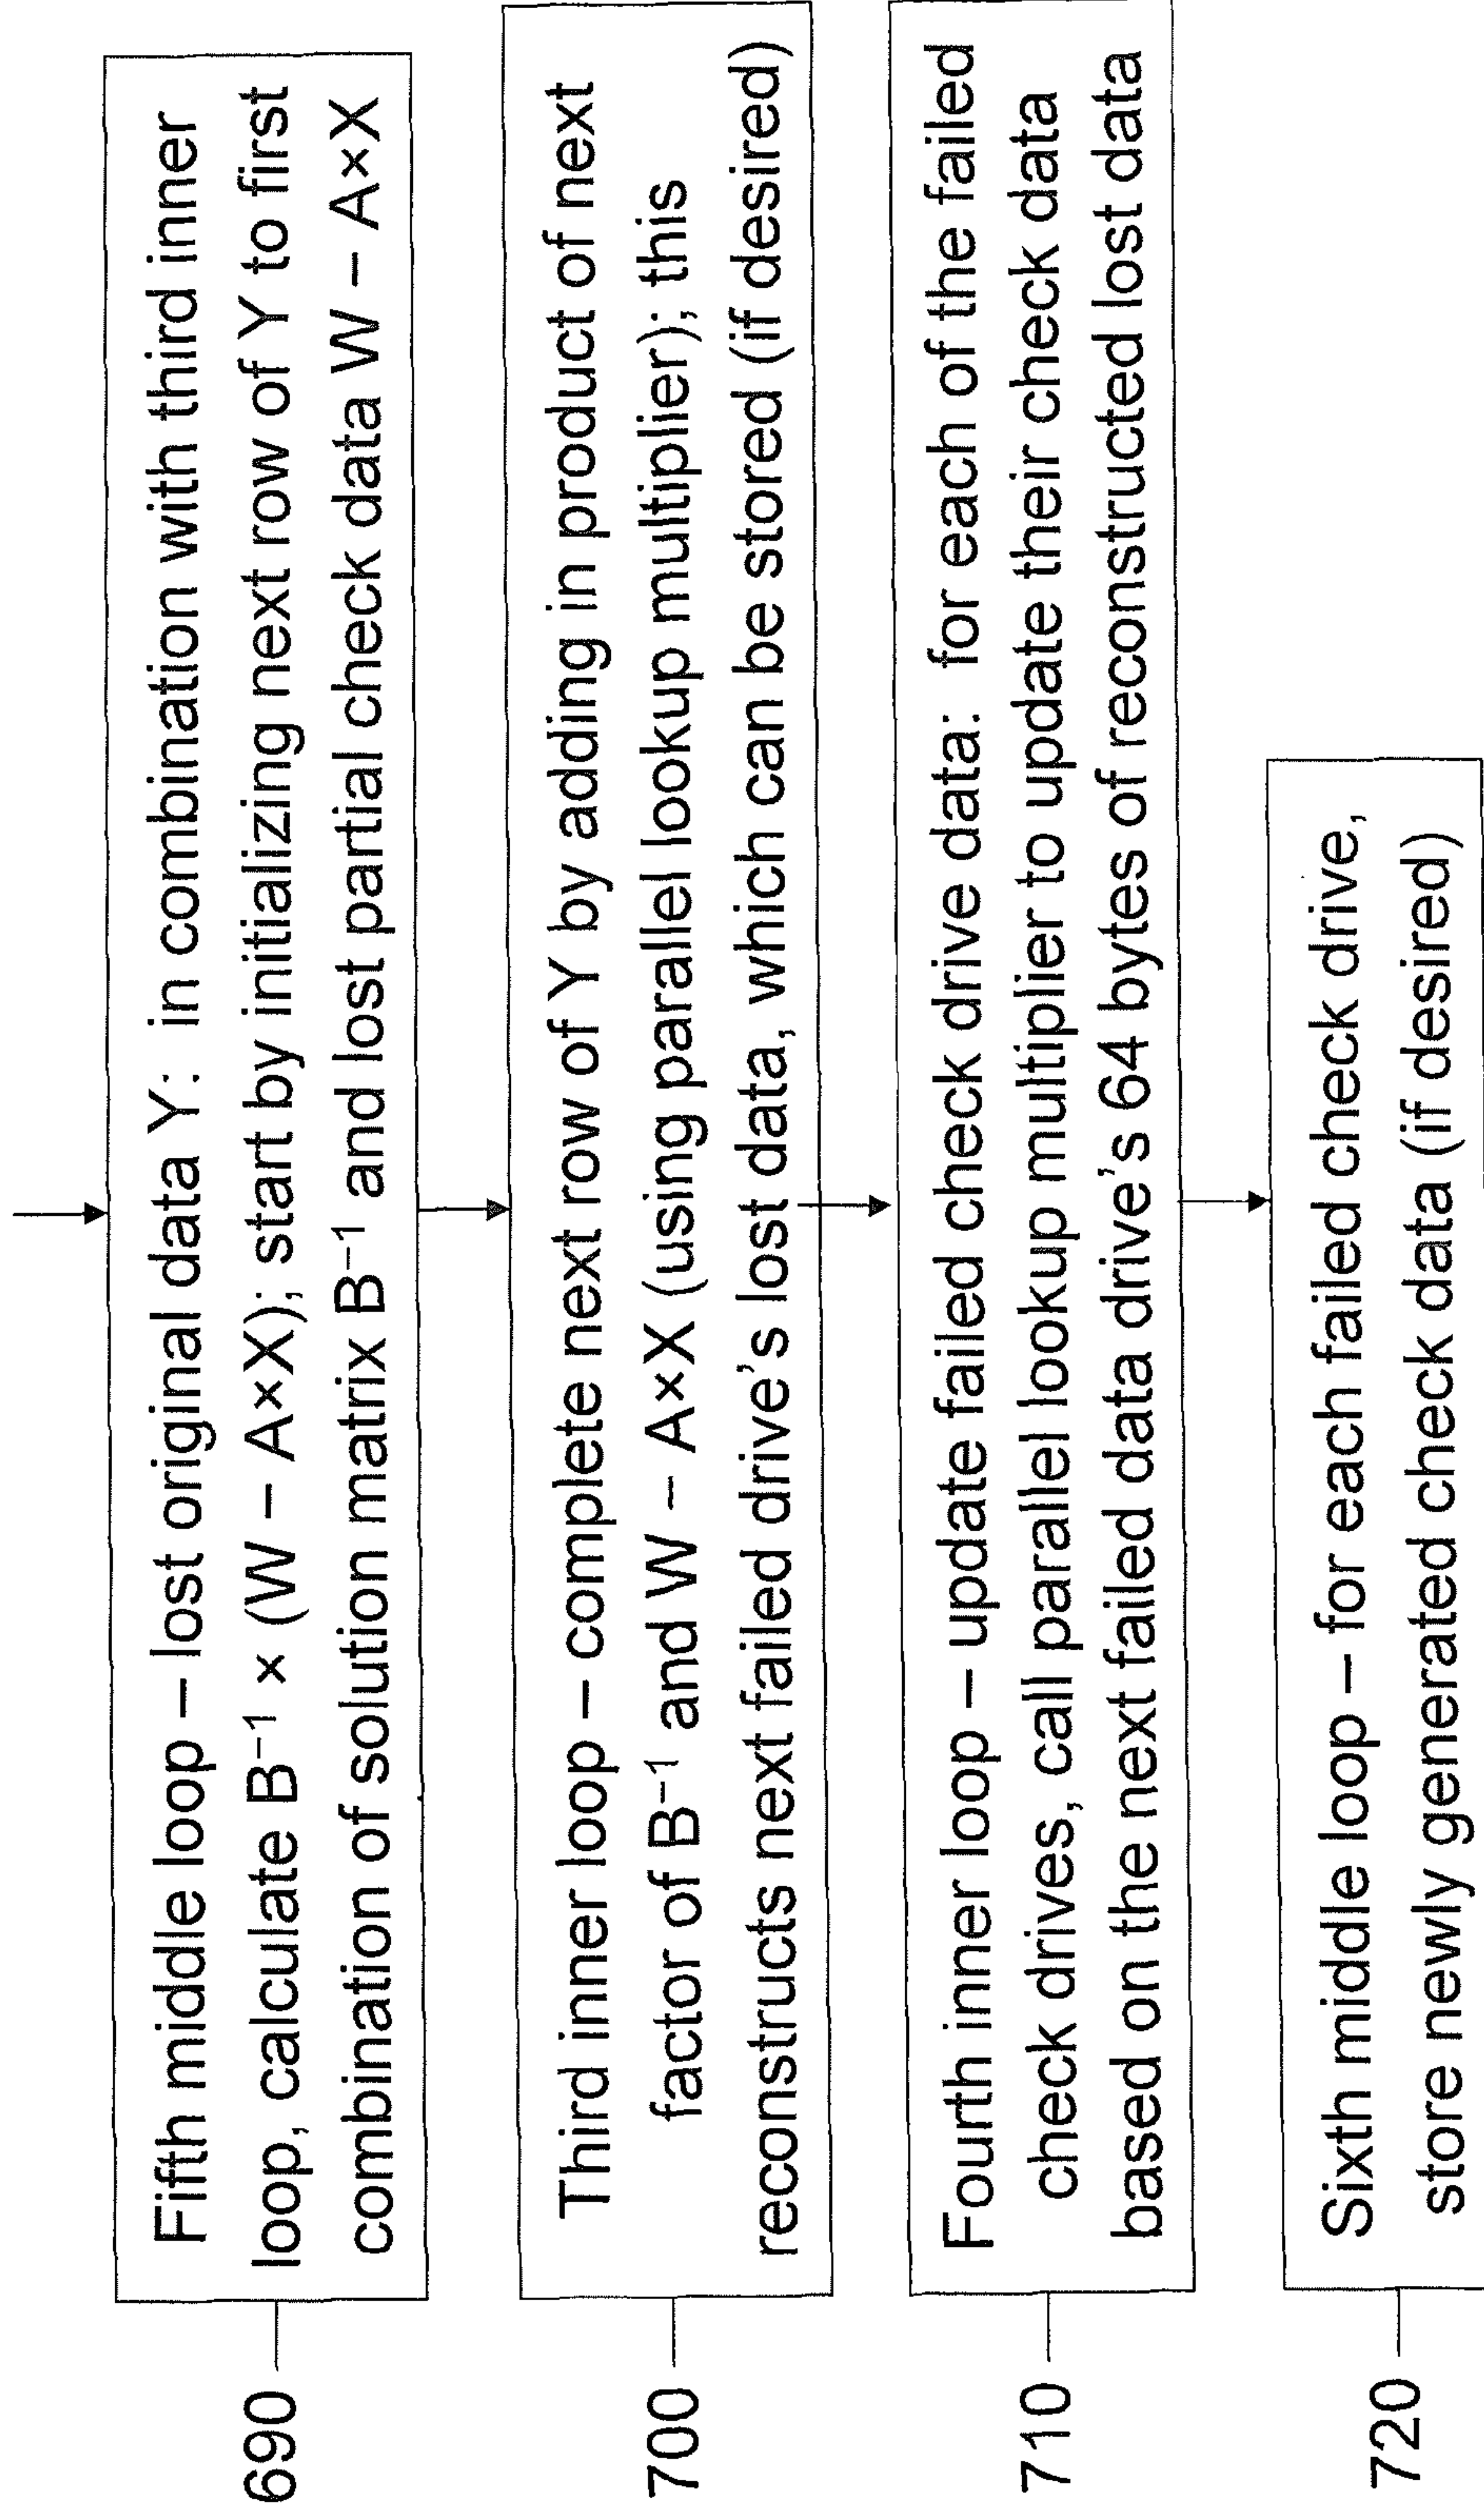 690
Fifth middle loop – lost original data Y: in combination with third inner
loop, calculate B⁻¹ × (W – A×X); start by initializing next row of Y to first
combination of solution matrix B⁻¹ and lost partial check data W – A×X
700
Third inner loop – complete next row of Y by adding in product of next
factor of B⁻¹ and W – A×X (using parallel lookup multiplier); this
reconstructs next failed drive's lost data, which can be stored (if desired)
710
Fourth inner loop – update failed check drive data: for each of the failed
check drives, call parallel lookup multiplier to update their check data
based on the next failed data drive's 64 bytes of reconstructed lost data
720
Sixth middle loop – for each failed check drive,
store newly generated check data (if desired)